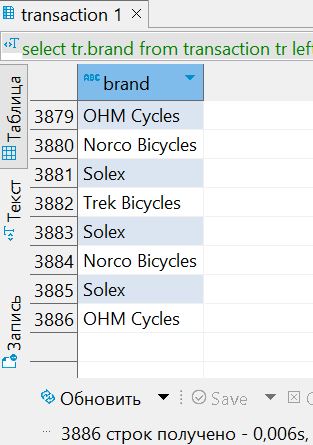 transaction 1
select tr.brand from transaction tr left
Таблица
Текст
Запись
ABC brand
3879 OHM Cycles
3880 Norco Bicycles
3881 Solex
3882 Trek Bicycles
3883 Solex
3884 Norco Bicycles
3885 Solex
3886 OHM Cycles
Обновить Save C
3886 строк получено - 0,006s,